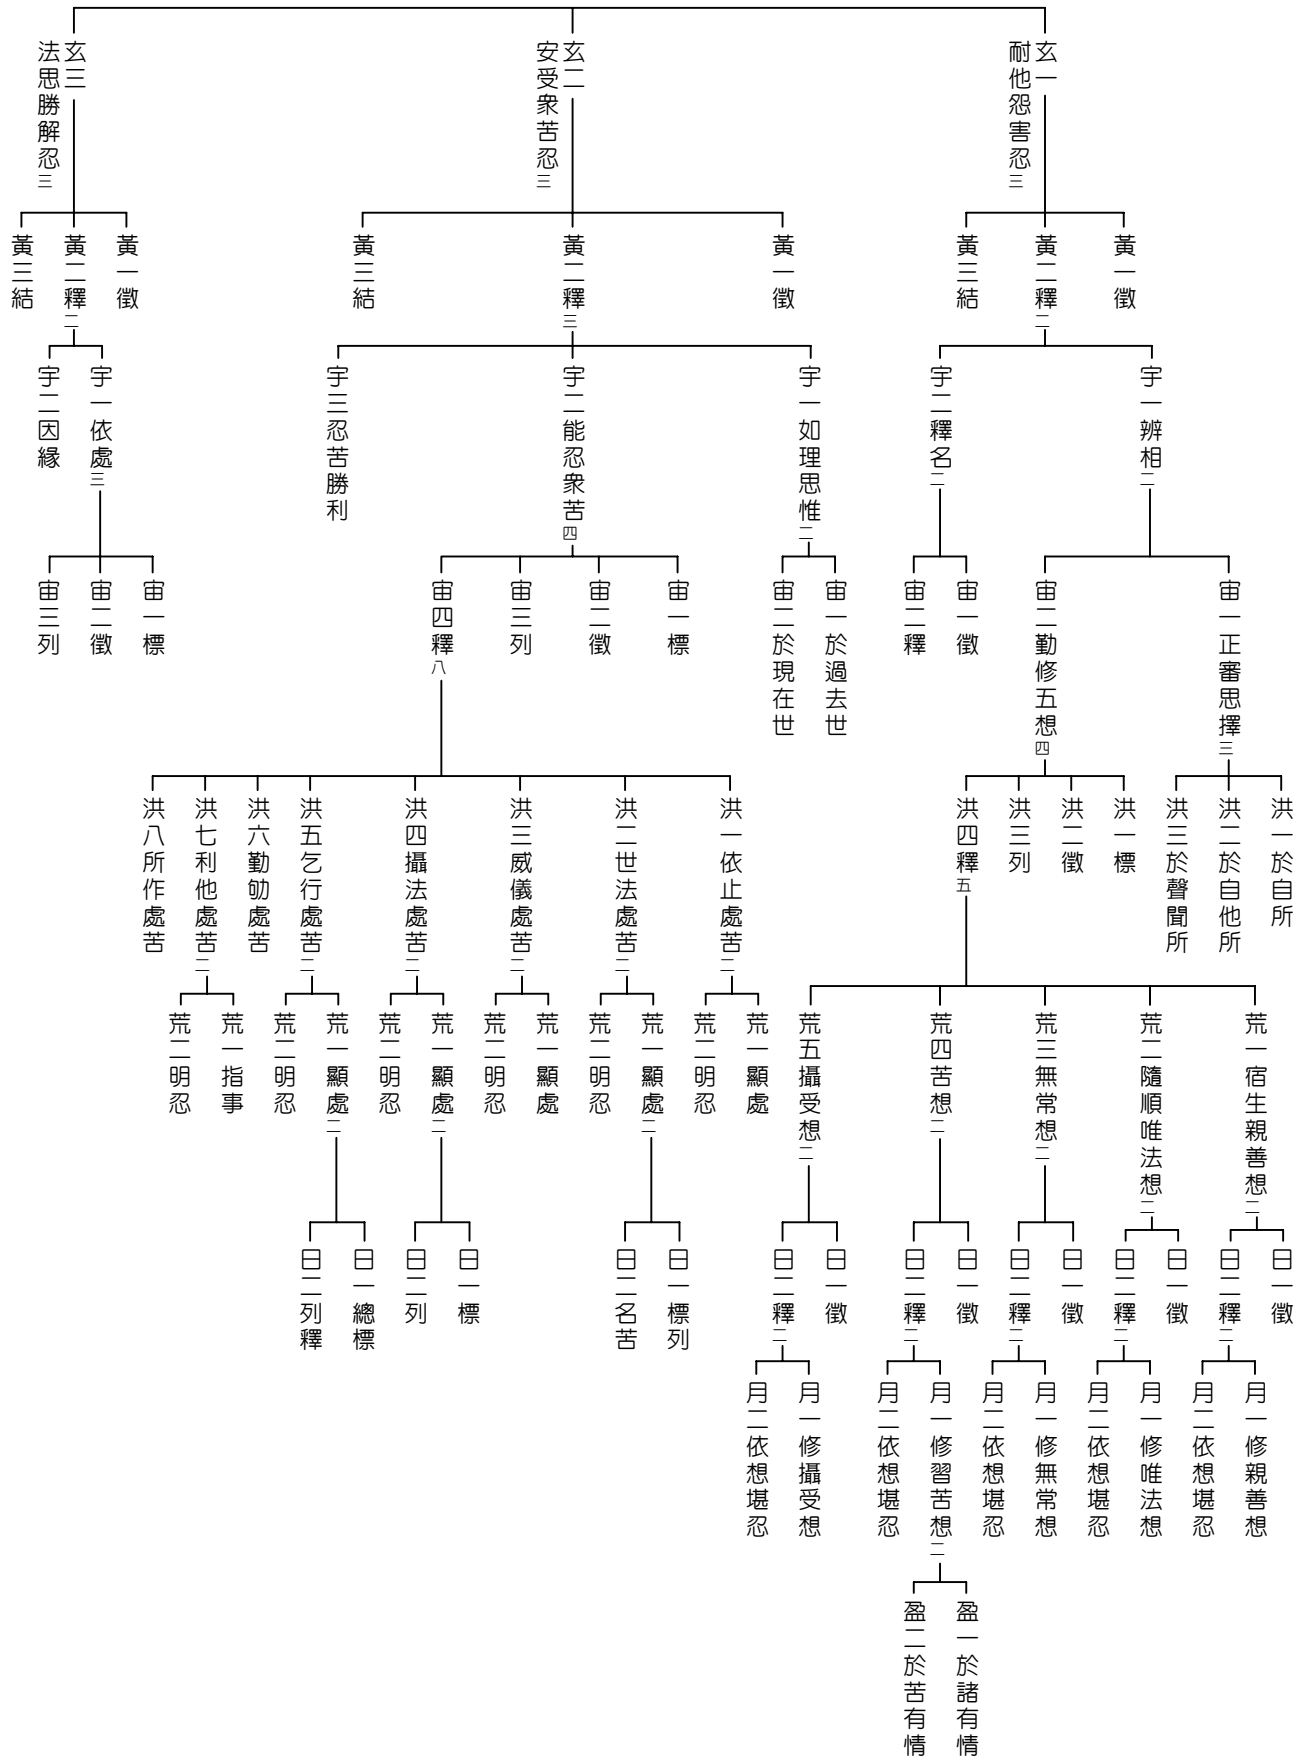 玄一
耐他怨害忍三
玄二
安受眾苦忍三
玄三
法思勝解忍三
黃一徵
黃二釋二
黃三結
黃一徵
黃二釋三
黃三結
黃一徵
黃二釋二
黃三結
宇一辨相二
宇二釋名二
宇一如理思惟二
宇二能忍眾苦四
宇三忍苦勝利
宇一依處三
宇二因緣
宙一正審思擇三
宙二勤修五想四
宙一徵
宙二釋
宙一於過去世
宙二於現在世
宙一標
宙二徵
宙三列
宙四釋八
宙一標
宙二徵
宙三列
洪一於自所
洪二於自他所
洪三於聲聞所
洪一標
洪二徵
洪三列
洪四釋五
洪一依止處苦二
洪二世法處苦二
洪三威儀處苦二
洪四攝法處苦二
洪五乞行處苦二
洪六勤劬處苦
洪七利他處苦二
洪八所作處苦
荒一宿生親善想二
荒二隨順唯法想二
荒三無常想二
荒四苦想二
荒五攝受想二
荒一顯處
荒二明忍
荒一顯處二
荒二明忍
荒一顯處
荒二明忍
荒一顯處二
荒二明忍
荒一顯處二
荒二明忍
荒一指事
荒二明忍
日一徵
日二釋二
日一徵
日二釋二
日一徵
日二釋二
日一徵
日二釋二
日一徵
日二釋二
日一標列
日二名苦
日一標
日二列
日一總標
日二列釋
月一修親善想
月二依想堪忍
月一修唯法想
月二依想堪忍
月一修無常想
月二依想堪忍
月一修習苦想二
月二依想堪忍
月一修攝受想
月二依想堪忍
盈一於諸有情
盈二於苦有情